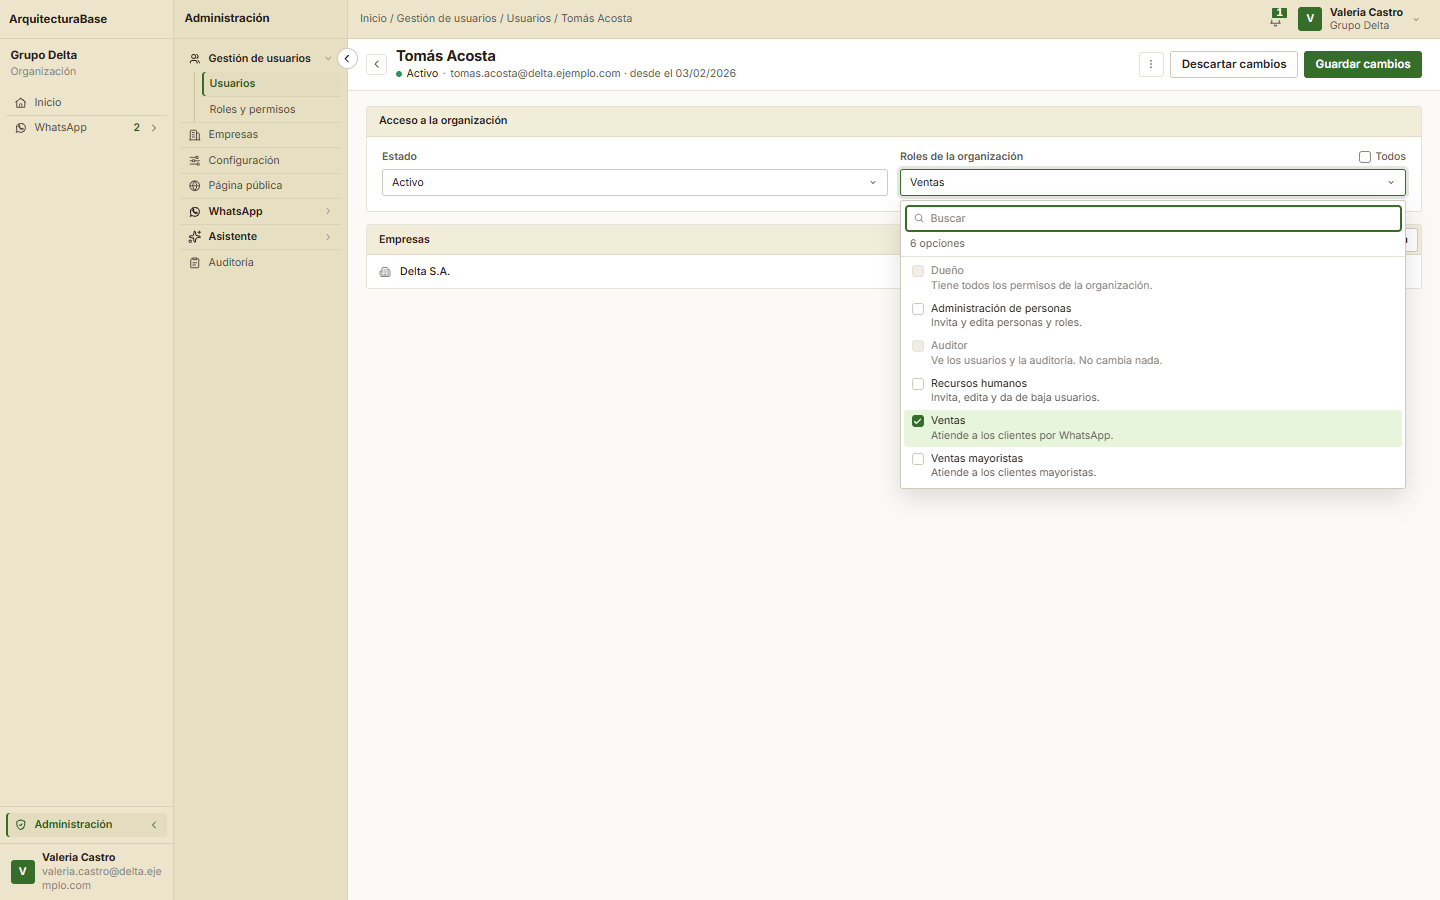 ArquitecturaBase
Grupo Delta
Organización
Inicio
WhatsApp 2
Administración
Valeria Castro
V
valeria.castro@delta.eje
mplo.com
Administración
Gestión de usuarios
Usuarios
Roles y permisos
Empresas
Configuración
Página pública
WhatsApp
Asistente
Auditoría
Inicio / Gestión de usuarios / Usuarios / Tomás Acosta
1
V
Valeria Castro
Grupo Delta
Tomás Acosta
Activo · tomas.acosta@delta.ejemplo.com · desde el 03/02/2026
Descartar cambios
Guardar cambios
Acceso a la organización
Estado
Activo
Roles de la organización
Todos
Ventas
Buscar
6 opciones
Dueño
Tiene todos los permisos de la organización.
Administración de personas
Invita y edita personas y roles.
Auditor
Ve los usuarios y la auditoría. No cambia nada.
Recursos humanos
Invita, edita y da de baja usuarios.
Ventas
Atiende a los clientes por WhatsApp.
Ventas mayoristas
Atiende a los clientes mayoristas.
Empresas
Delta S.A.